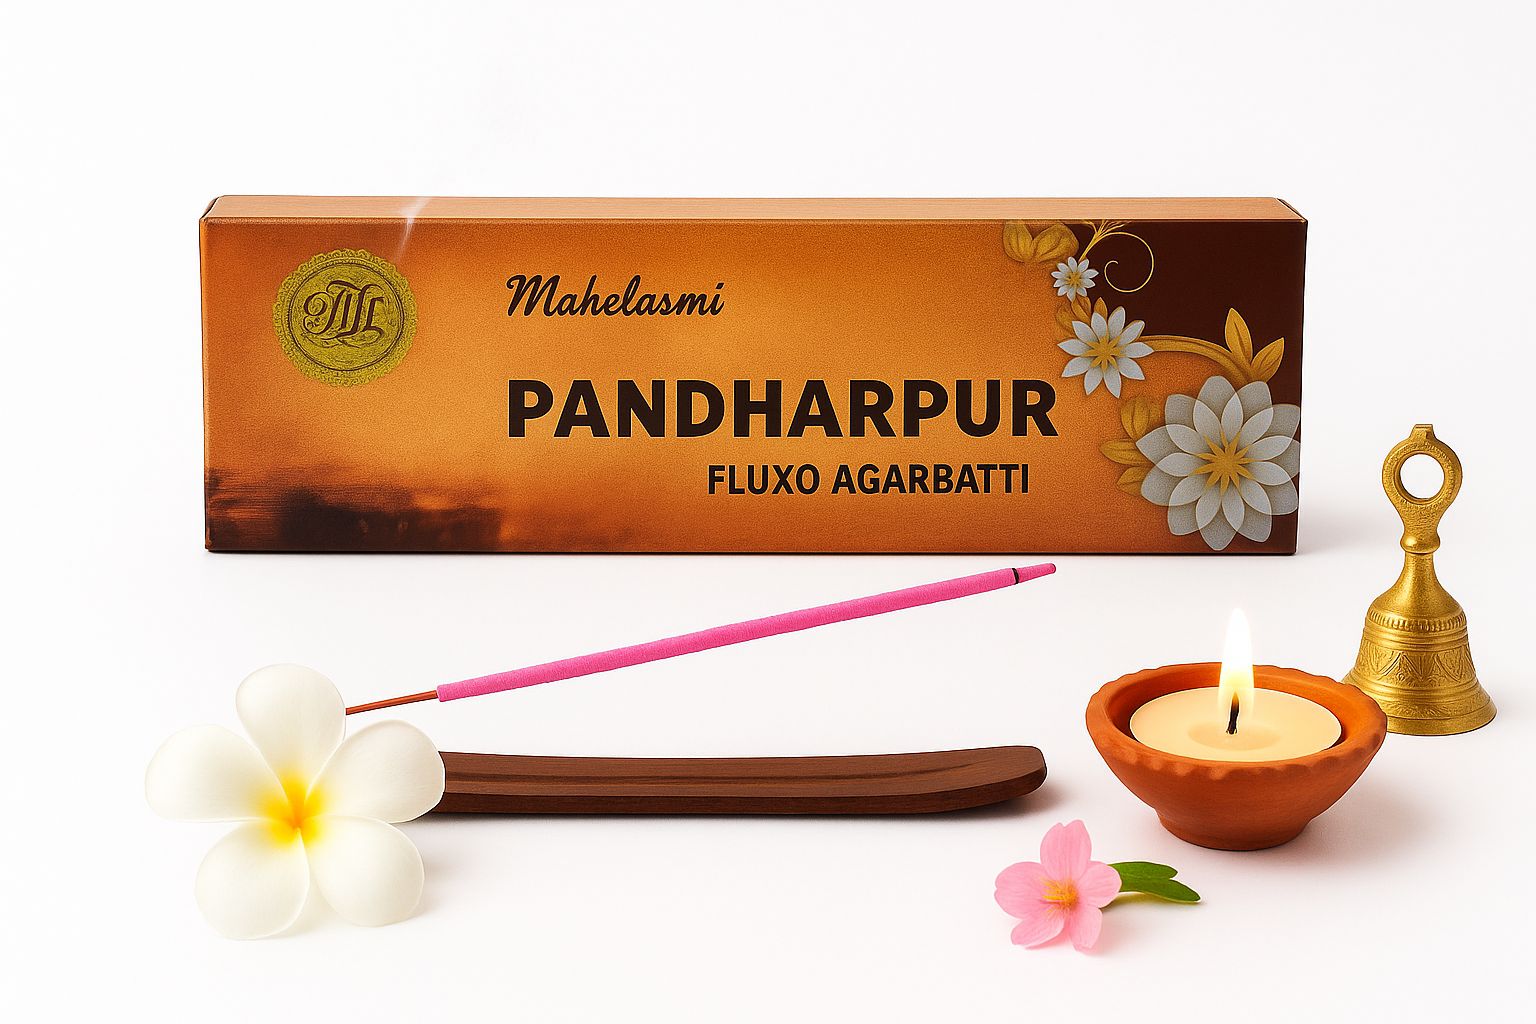 Mahelasmi
PANDHARPUR
FLUXO AGARBATTI